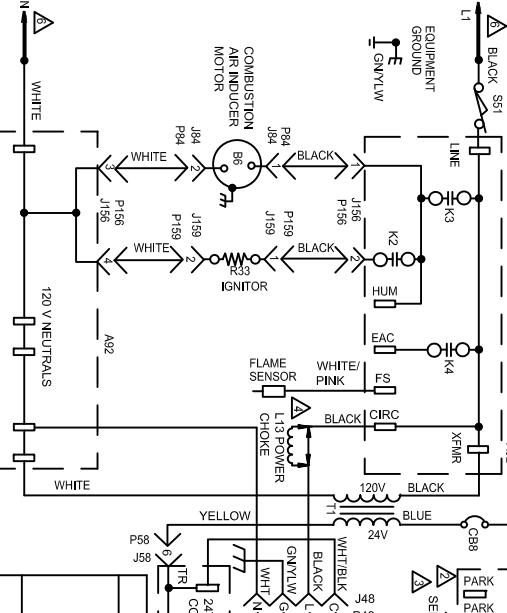 N
6
WHITE
L1
6
BLACK
S51
EQUIPMENT
GROUND
GN/YLW
COMBUSTION
AIR INDUCER
MOTOR
LINE
P84
J84
J84
P84
B6
3
WHITE
2
1
BLACK
1
K3
P156
J156
J159
P159
P159
J159
J156
P156
4
WHITE
2
1
BLACK
2
K2
R33
IGNITOR
HUM
120 V NEUTRALS
A92
EAC
K4
FLAME
SENSOR
WHITE/
PINK
FS
4
L13 POWER
CHOKE
BLACK
CIRC
XFMR
WHITE
120V
BLACK
T1
YELLOW
24V
BLUE
CB8
P58
J58
6
TR
WHT
GN/YLW
BLACK
WHT/BLK
N
G
L
C
J48
3
2
SE
PARK
PARK